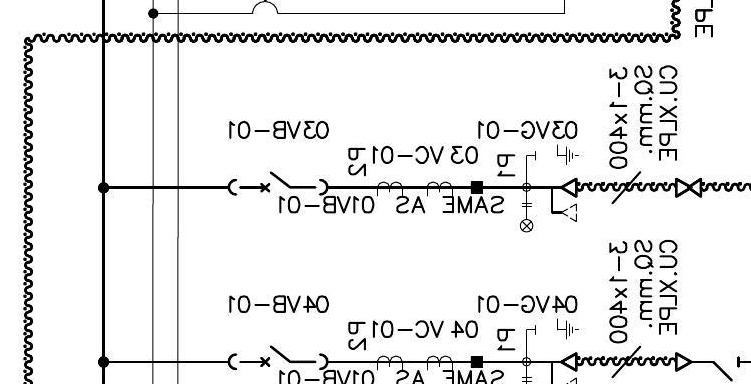 LPE
3-1x400
SQ.mm.
CU.XLPE
03VG-01
03VB-01
P1
03 VC-01
P2
SAME AS 01VB-01
3-1x400
SQ.mm.
CU.XLPE
04VG-01
04VB-01
P1
04 VC-01
P2
SAME AS 01VB-01